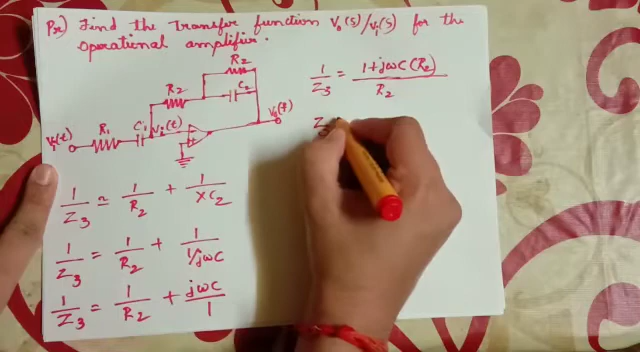 Pr) Find the Transfer function V₀(s)/Vᵢ(s) for the
operational amplifier.
R₂
R₂
C₂
Vᵢ(t)
R₁
C₁
V₀(t)
1/Z₃ = 1/R₂ + 1/XC₂
1/Z₃ = 1/R₂ + 1/(1/jωC)
1/Z₃ = 1/R₂ + jωC/1
1/Z₃ = (1+jωC(R₂))/R₂
Z₃